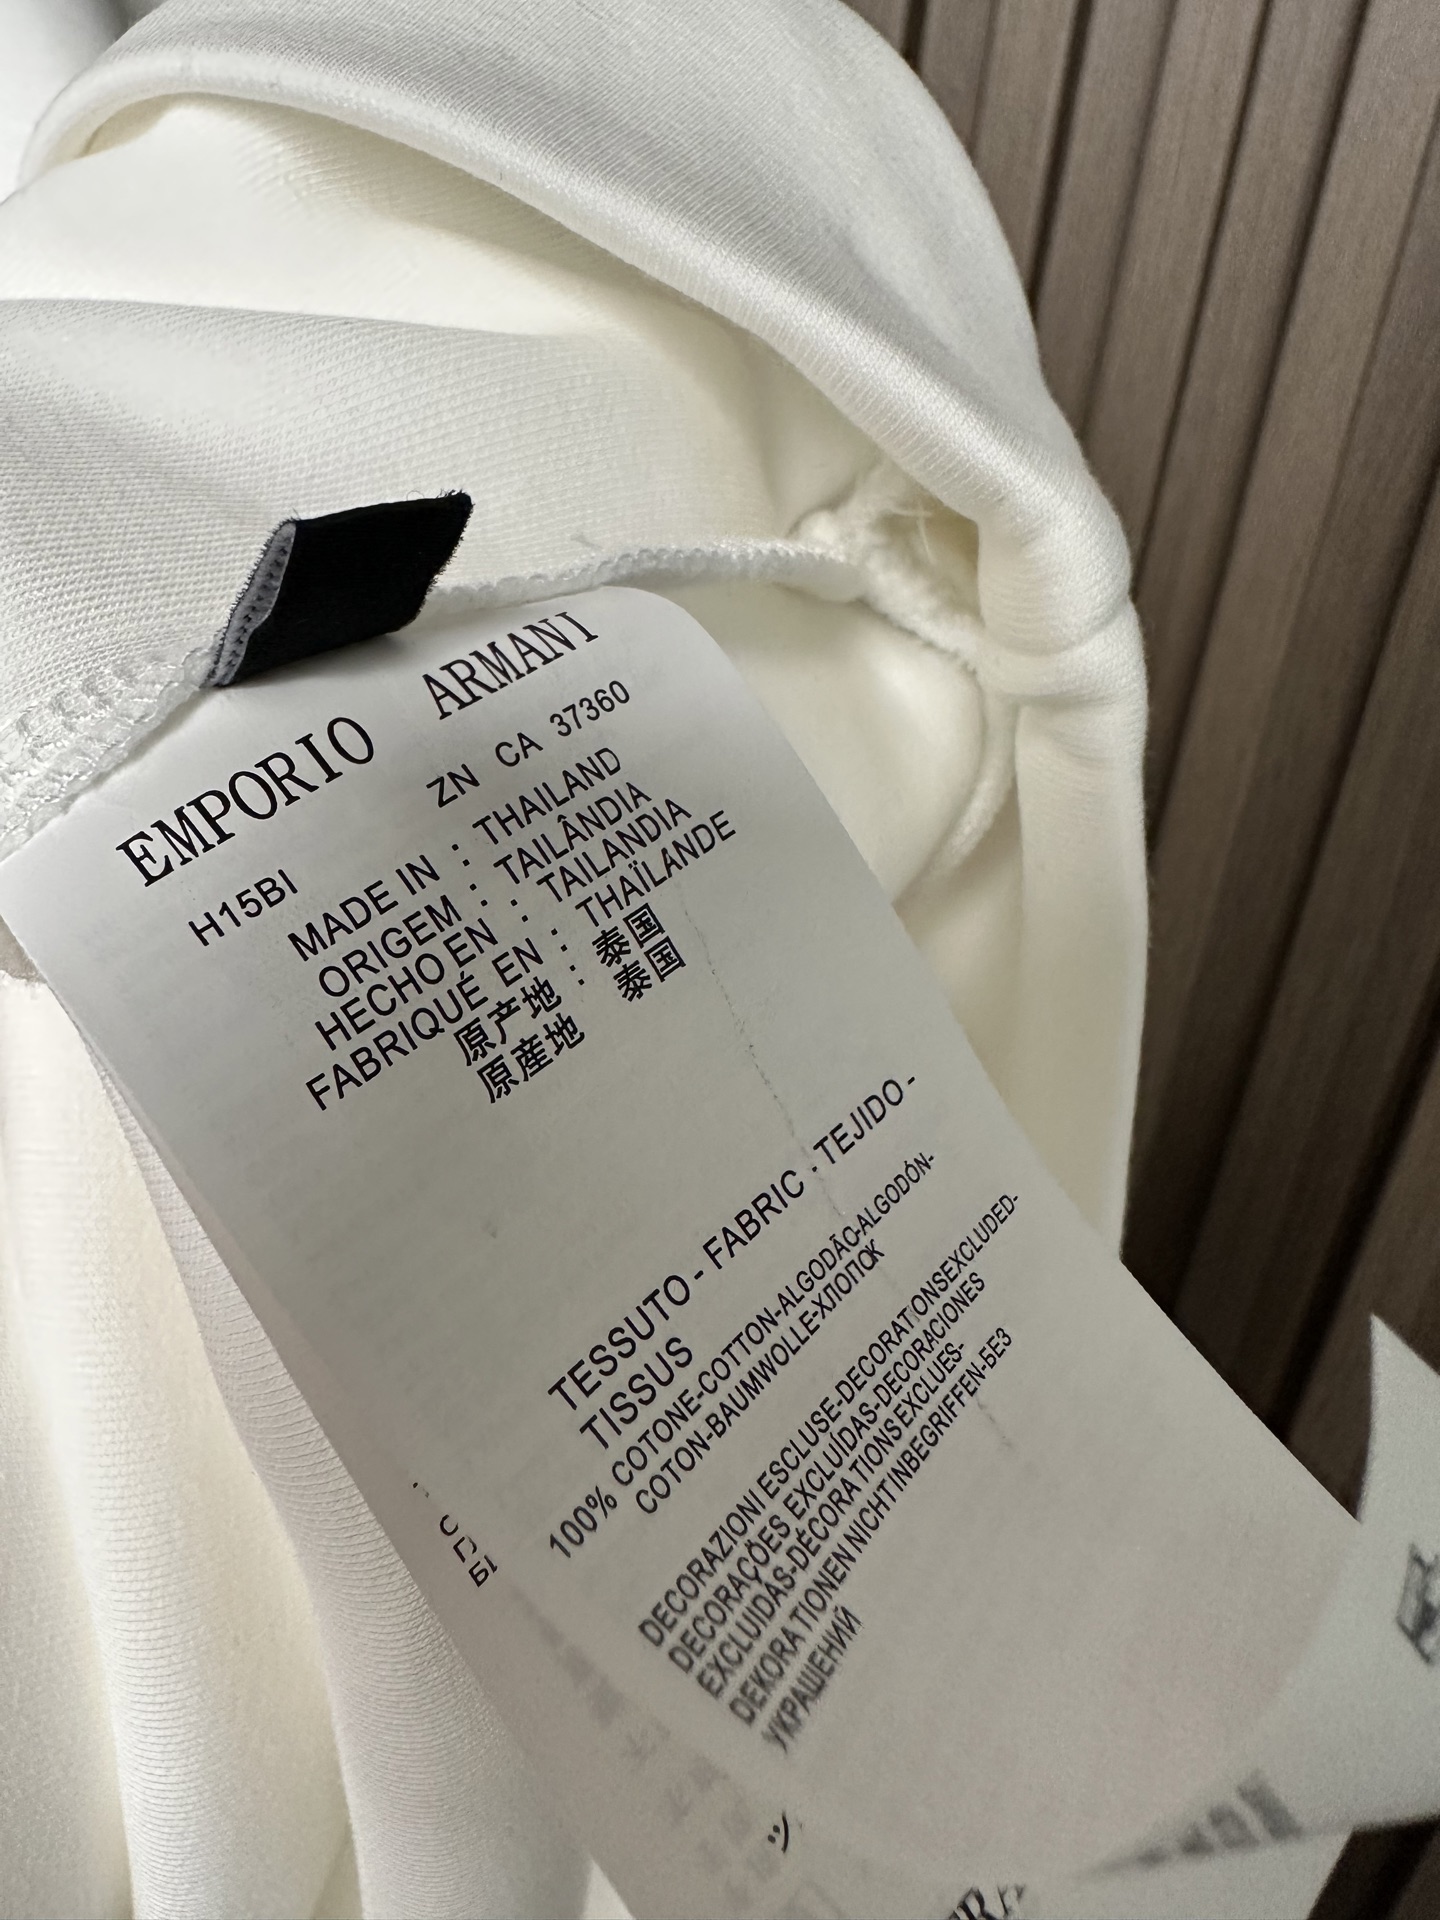 EMPORIO ARMANI
H15BI ZN CA 37360
MADE IN : THAILAND
ORIGEM : TAILÂNDIA
HECHO EN : TAILANDIA
FABRIQUÉ EN : THAÏLANDE
原产地 : 泰国
原産地 泰国
TESSUTO - FABRIC - TEJIDO -
TISSUS
100% COTONE-COTTON-ALGODÃO-ALGODÓN-
COTON-BAUMWOLLE-ХЛОПОК
DECORAZIONI ESCLUSE-DECORATIONSEXCLUDED-
DECORAÇÕES EXCLUÍDAS-DECORACIONES
EXCLUIDAS-DÉCORATIONS EXCLUES-
DEKORATIONEN NICHT INBEGRIFFEN-БЕЗ
УКРАШЕНИЙ